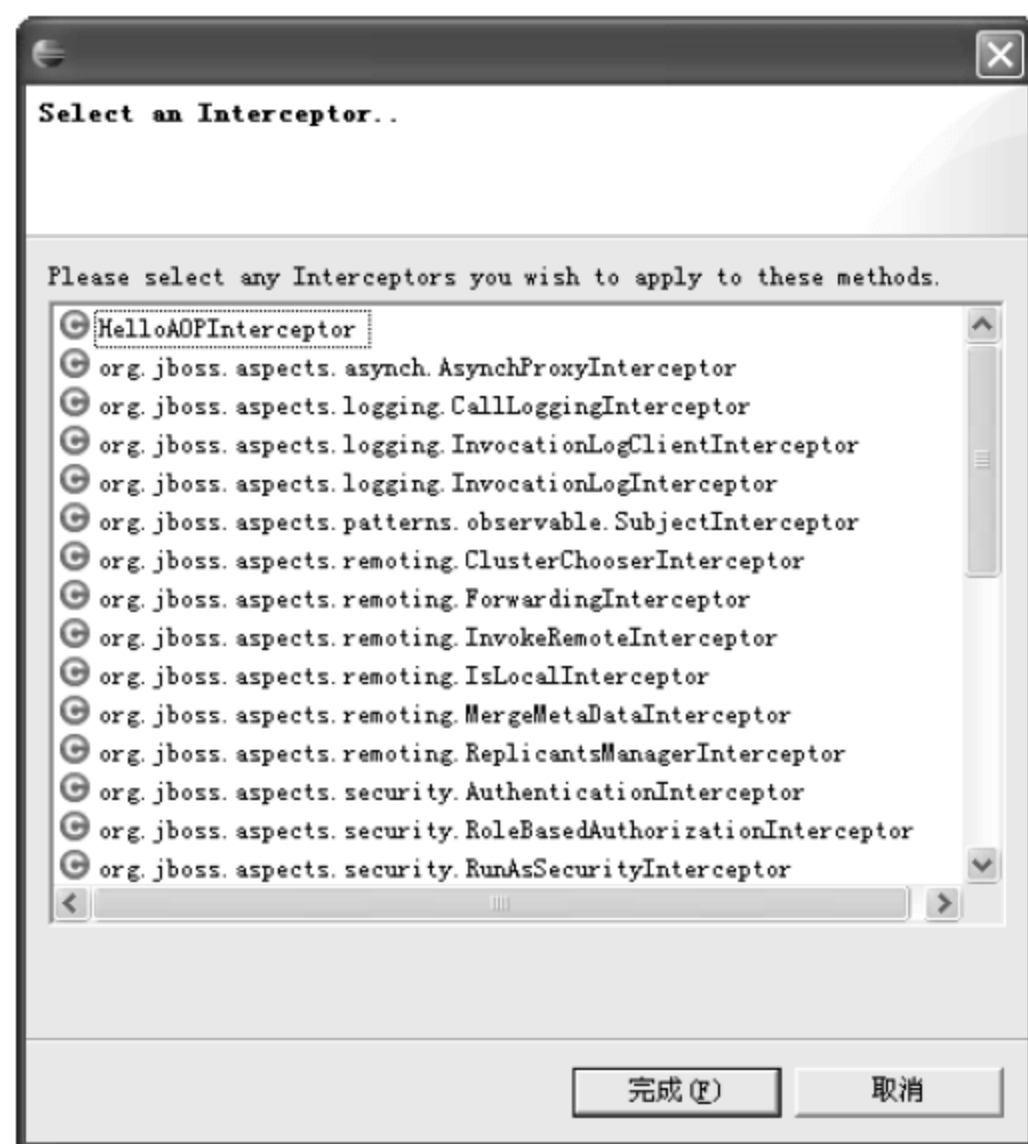 Select an Interceptor..
Please select any Interceptors you wish to apply to these methods.
HelloAOPInterceptor
org.jboss.aspects.asynch.AsynchProxyInterceptor
org.jboss.aspects.logging.CallLoggingInterceptor
org.jboss.aspects.logging.InvocationLogClientInterceptor
org.jboss.aspects.logging.InvocationLogInterceptor
org.jboss.aspects.patterns.observable.SubjectInterceptor
org.jboss.aspects.remoting.ClusterChooserInterceptor
org.jboss.aspects.remoting.ForwardingInterceptor
org.jboss.aspects.remoting.InvokeRemoteInterceptor
org.jboss.aspects.remoting.IsLocalInterceptor
org.jboss.aspects.remoting.MergeMetaDataInterceptor
org.jboss.aspects.remoting.ReplicantsManagerInterceptor
org.jboss.aspects.security.AuthenticationInterceptor
org.jboss.aspects.security.RoleBasedAuthorizationInterceptor
org.jboss.aspects.security.RunAsSecurityInterceptor
完成(F) 取消